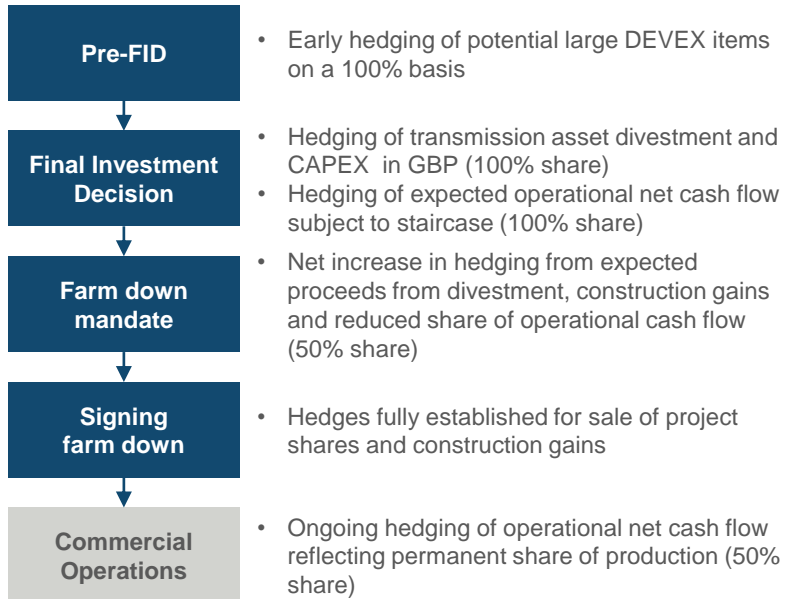 Pre-FID
• Early hedging of potential large DEVEX items
on a 100% basis
Final Investment
Decision
• Hedging of transmission asset divestment and
CAPEX in GBP (100% share)
• Hedging of expected operational net cash flow
subject to staircase (100% share)
Farm down
mandate
• Net increase in hedging from expected
proceeds from divestment, construction gains
and reduced share of operational cash flow
(50% share)
Signing
farm down
• Hedges fully established for sale of project
shares and construction gains
Commercial
Operations
• Ongoing hedging of operational net cash flow
reflecting permanent share of production (50%
share)